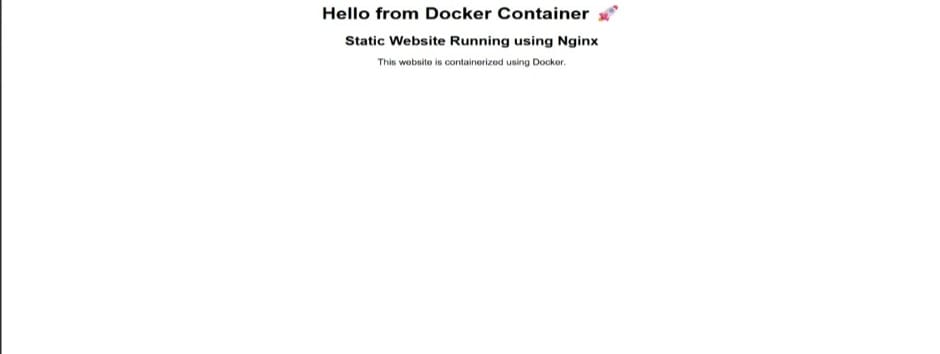 Hello from Docker Container 🚀
Static Website Running using Nginx
This website is containerized using Docker.